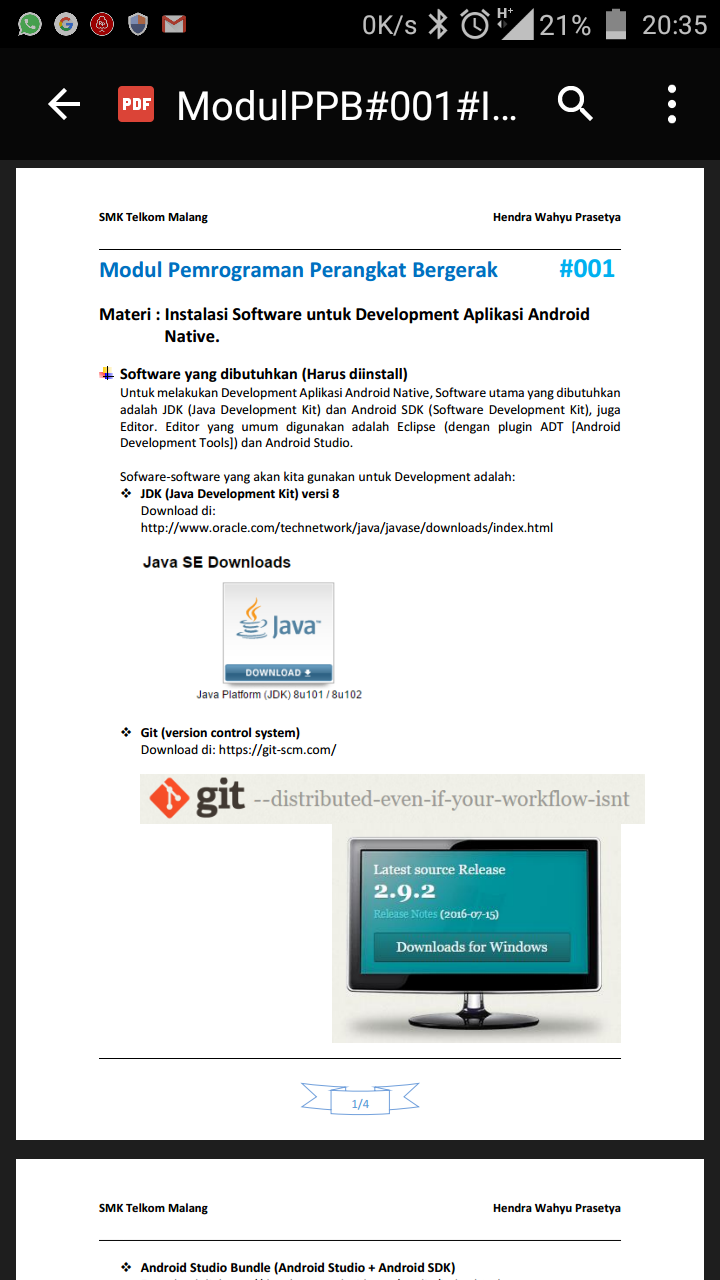 0K/s H+ 21% 20:35
PDF ModulPPB#001#I...
SMK Telkom Malang Hendra Wahyu Prasetya
Modul Pemrograman Perangkat Bergerak #001
Materi : Instalasi Software untuk Development Aplikasi Android
Native.
Software yang dibutuhkan (Harus diinstall)
Untuk melakukan Development Aplikasi Android Native, Software utama yang dibutuhkan
adalah JDK (Java Development Kit) dan Android SDK (Software Development Kit), juga
Editor. Editor yang umum digunakan adalah Eclipse (dengan plugin ADT [Android
Development Tools]) dan Android Studio.
Sofware-software yang akan kita gunakan untuk Development adalah:
❖ JDK (Java Development Kit) versi 8
Download di:
http://www.oracle.com/technetwork/java/javase/downloads/index.html
Java SE Downloads
Java™
DOWNLOAD
Java Platform (JDK) 8u101 / 8u102
❖ Git (version control system)
Download di: https://git-scm.com/
git --distributed-even-if-your-workflow-isnt
Latest source Release
2.9.2
Release Notes (2016-07-15)
Downloads for Windows
1/4
SMK Telkom Malang Hendra Wahyu Prasetya
❖ Android Studio Bundle (Android Studio + Android SDK)